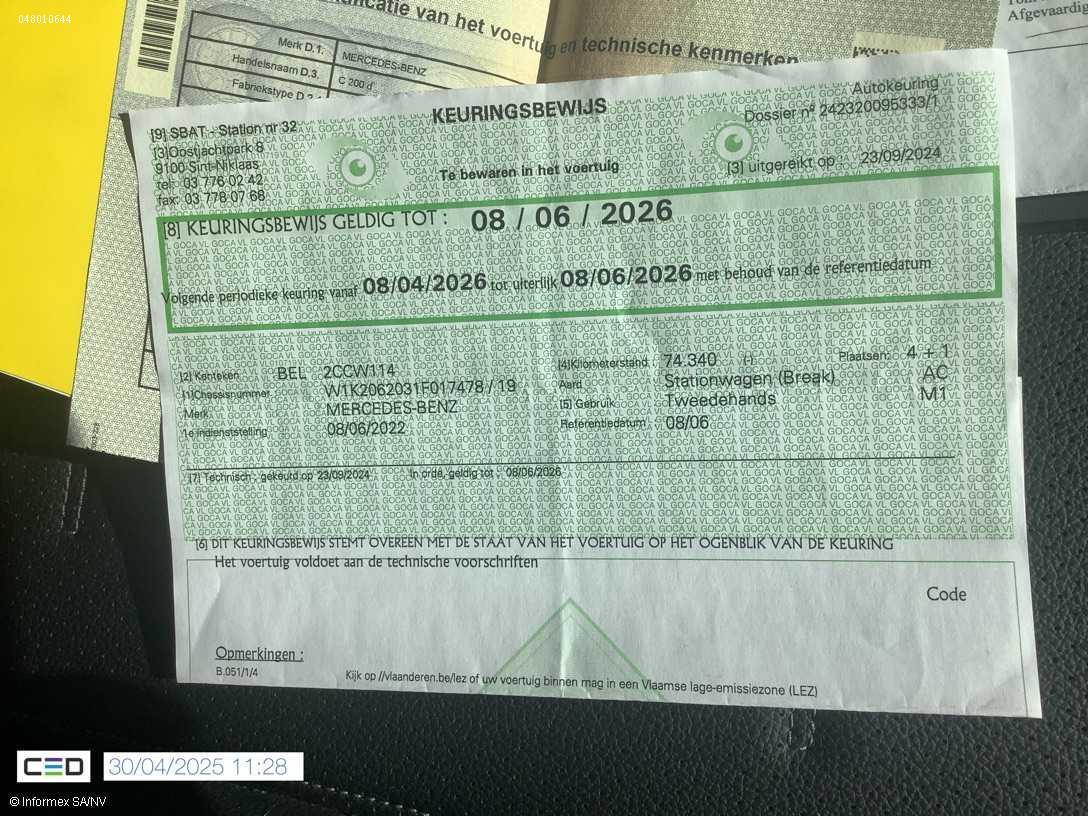 048010644
van het voertuig en technische kenmerken
Afgevaardig
Merk D.1. MERCEDES-BENZ
Handelsnaam D.3. C 200 d
Fabriekstype D.2.1
KEURINGSBEWIJS
Autokeuring
[9] SBAT - Station nr 32
Dossier n° 242320095333/1
[3]Oostjachtpark 8
9100 Sint-Niklaas
Te bewaren in het voertuig
[3] uitgereikt op : 23/09/2024
tel: 03 776 02 42
fax: 03 778 07 68
[8] KEURINGSBEWIJS GELDIG TOT : 08 / 06 / 2026
Volgende periodieke keuring vanaf 08/04/2026 tot uiterlijk 08/06/2026 met behoud van de referentiedatum
[2] Kenteken BEL 2CCW114 [4]Kilometerstand : 74.340 (-) Plaatsen: 4 + 1
[1]Chassisnummer W1K2062031F017478 / 19 Aard Stationwagen (Break) AC
Merk MERCEDES-BENZ [5] Gebruik Tweedehands M1
1e indienststelling 08/06/2022 Referentiedatum : 08/06
[7] Technisch : gekeurd op 23/09/2024 In orde, geldig tot : 08/06/2026
[6] DIT KEURINGSBEWIJS STEMT OVEREEN MET DE STAAT VAN HET VOERTUIG OP HET OGENBLIK VAN DE KEURING
Het voertuig voldoet aan de technische voorschriften
Code
Opmerkingen :
B.051/1/4
Kijk op //vlaanderen.be/lez of uw voertuig binnen mag in een Vlaamse lage-emissiezone (LEZ)
CED 30/04/2025 11:28
© Informex SA/NV